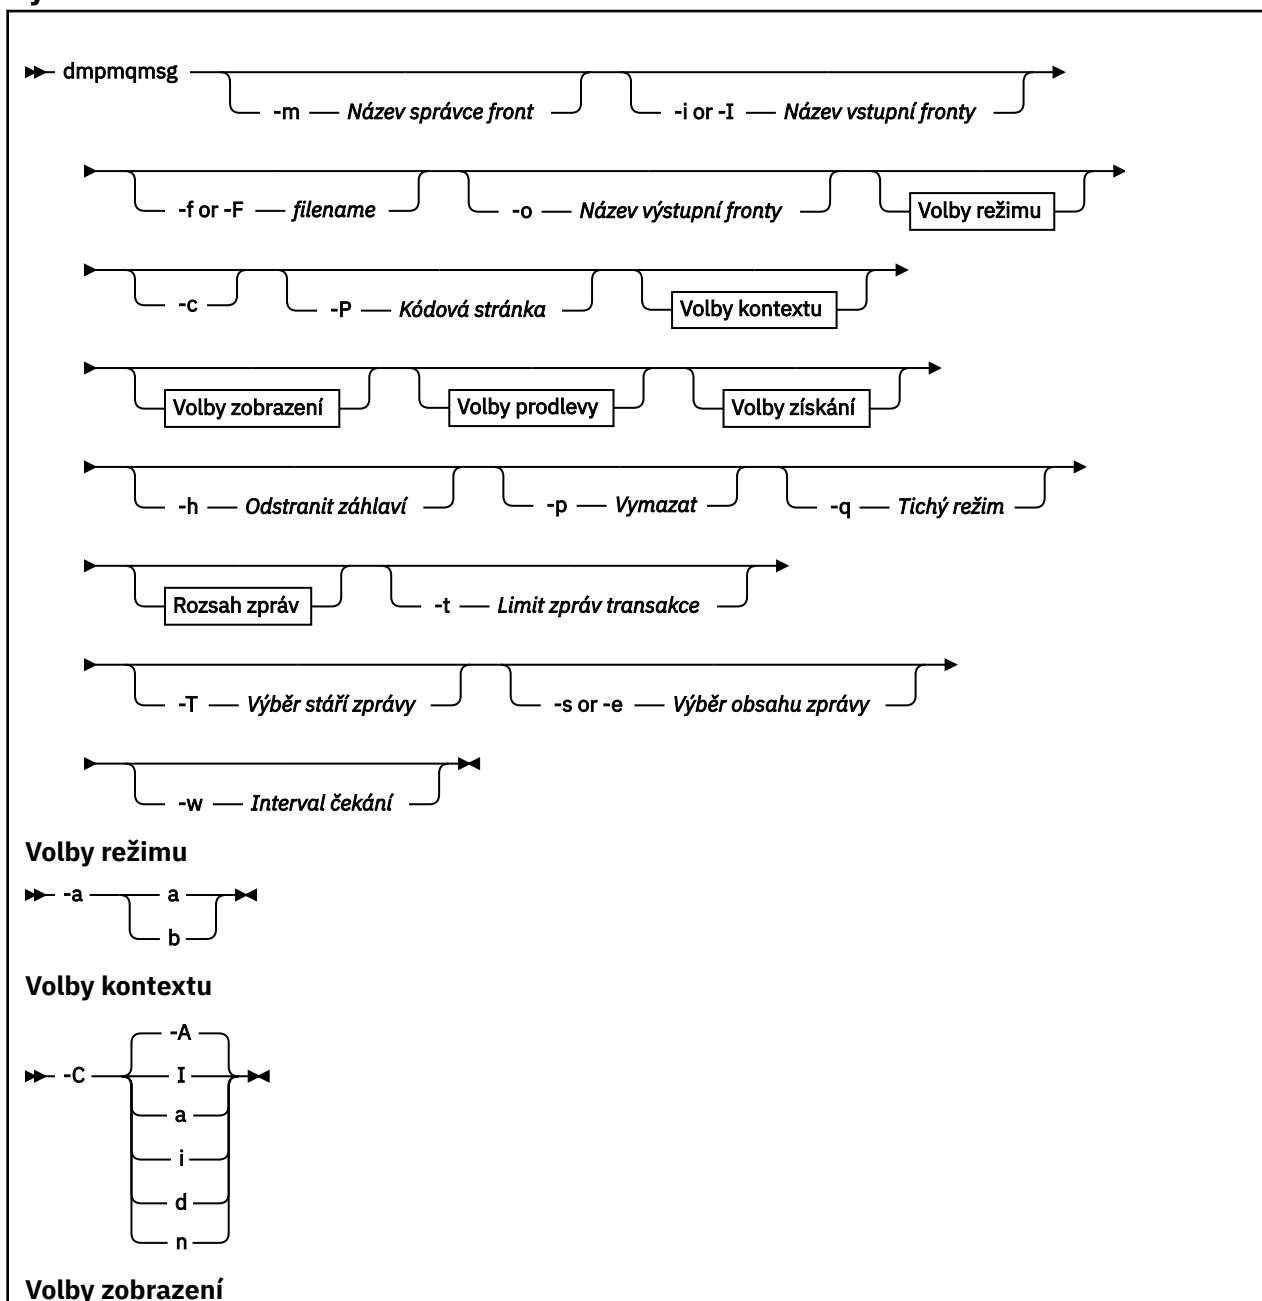 dmpmqmsg
-m Název správce front -i or -I Název vstupní fronty
-f or -F filename -o Název výstupní fronty Volby režimu
-c -P Kódová stránka Volby kontextu
Volby zobrazení Volby prodlevy Volby získání
-h Odstranit záhlaví -p Vymazat -q Tichý režim
Rozsah zpráv -t Limit zpráv transakce
-T Výběr stáří zprávy -s or -e Výběr obsahu zprávy
-w Interval čekání
Volby režimu
-a a
b
Volby kontextu
-A
-C I
a
i
d
n
Volby zobrazení